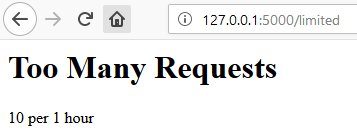 127.0.0.1:5000/limited
Too Many Requests
10 per 1 hour